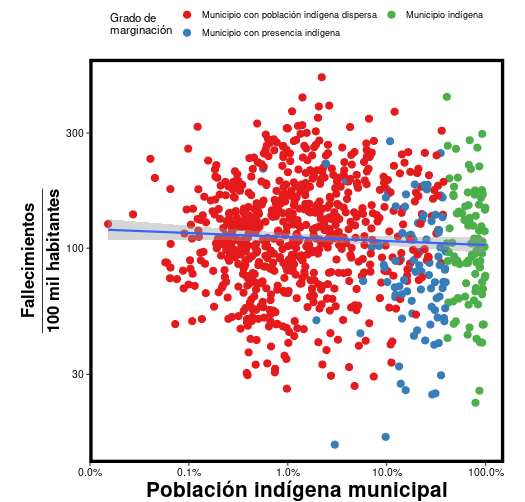 Grado de
marginación
Municipio con población indígena dispersa
Municipio indígena
Municipio con presencia indígena
Fallecimientos
100 mil habitantes
300
100
30
0.0%
0.1%
1.0%
10.0%
100.0%
Población indígena municipal